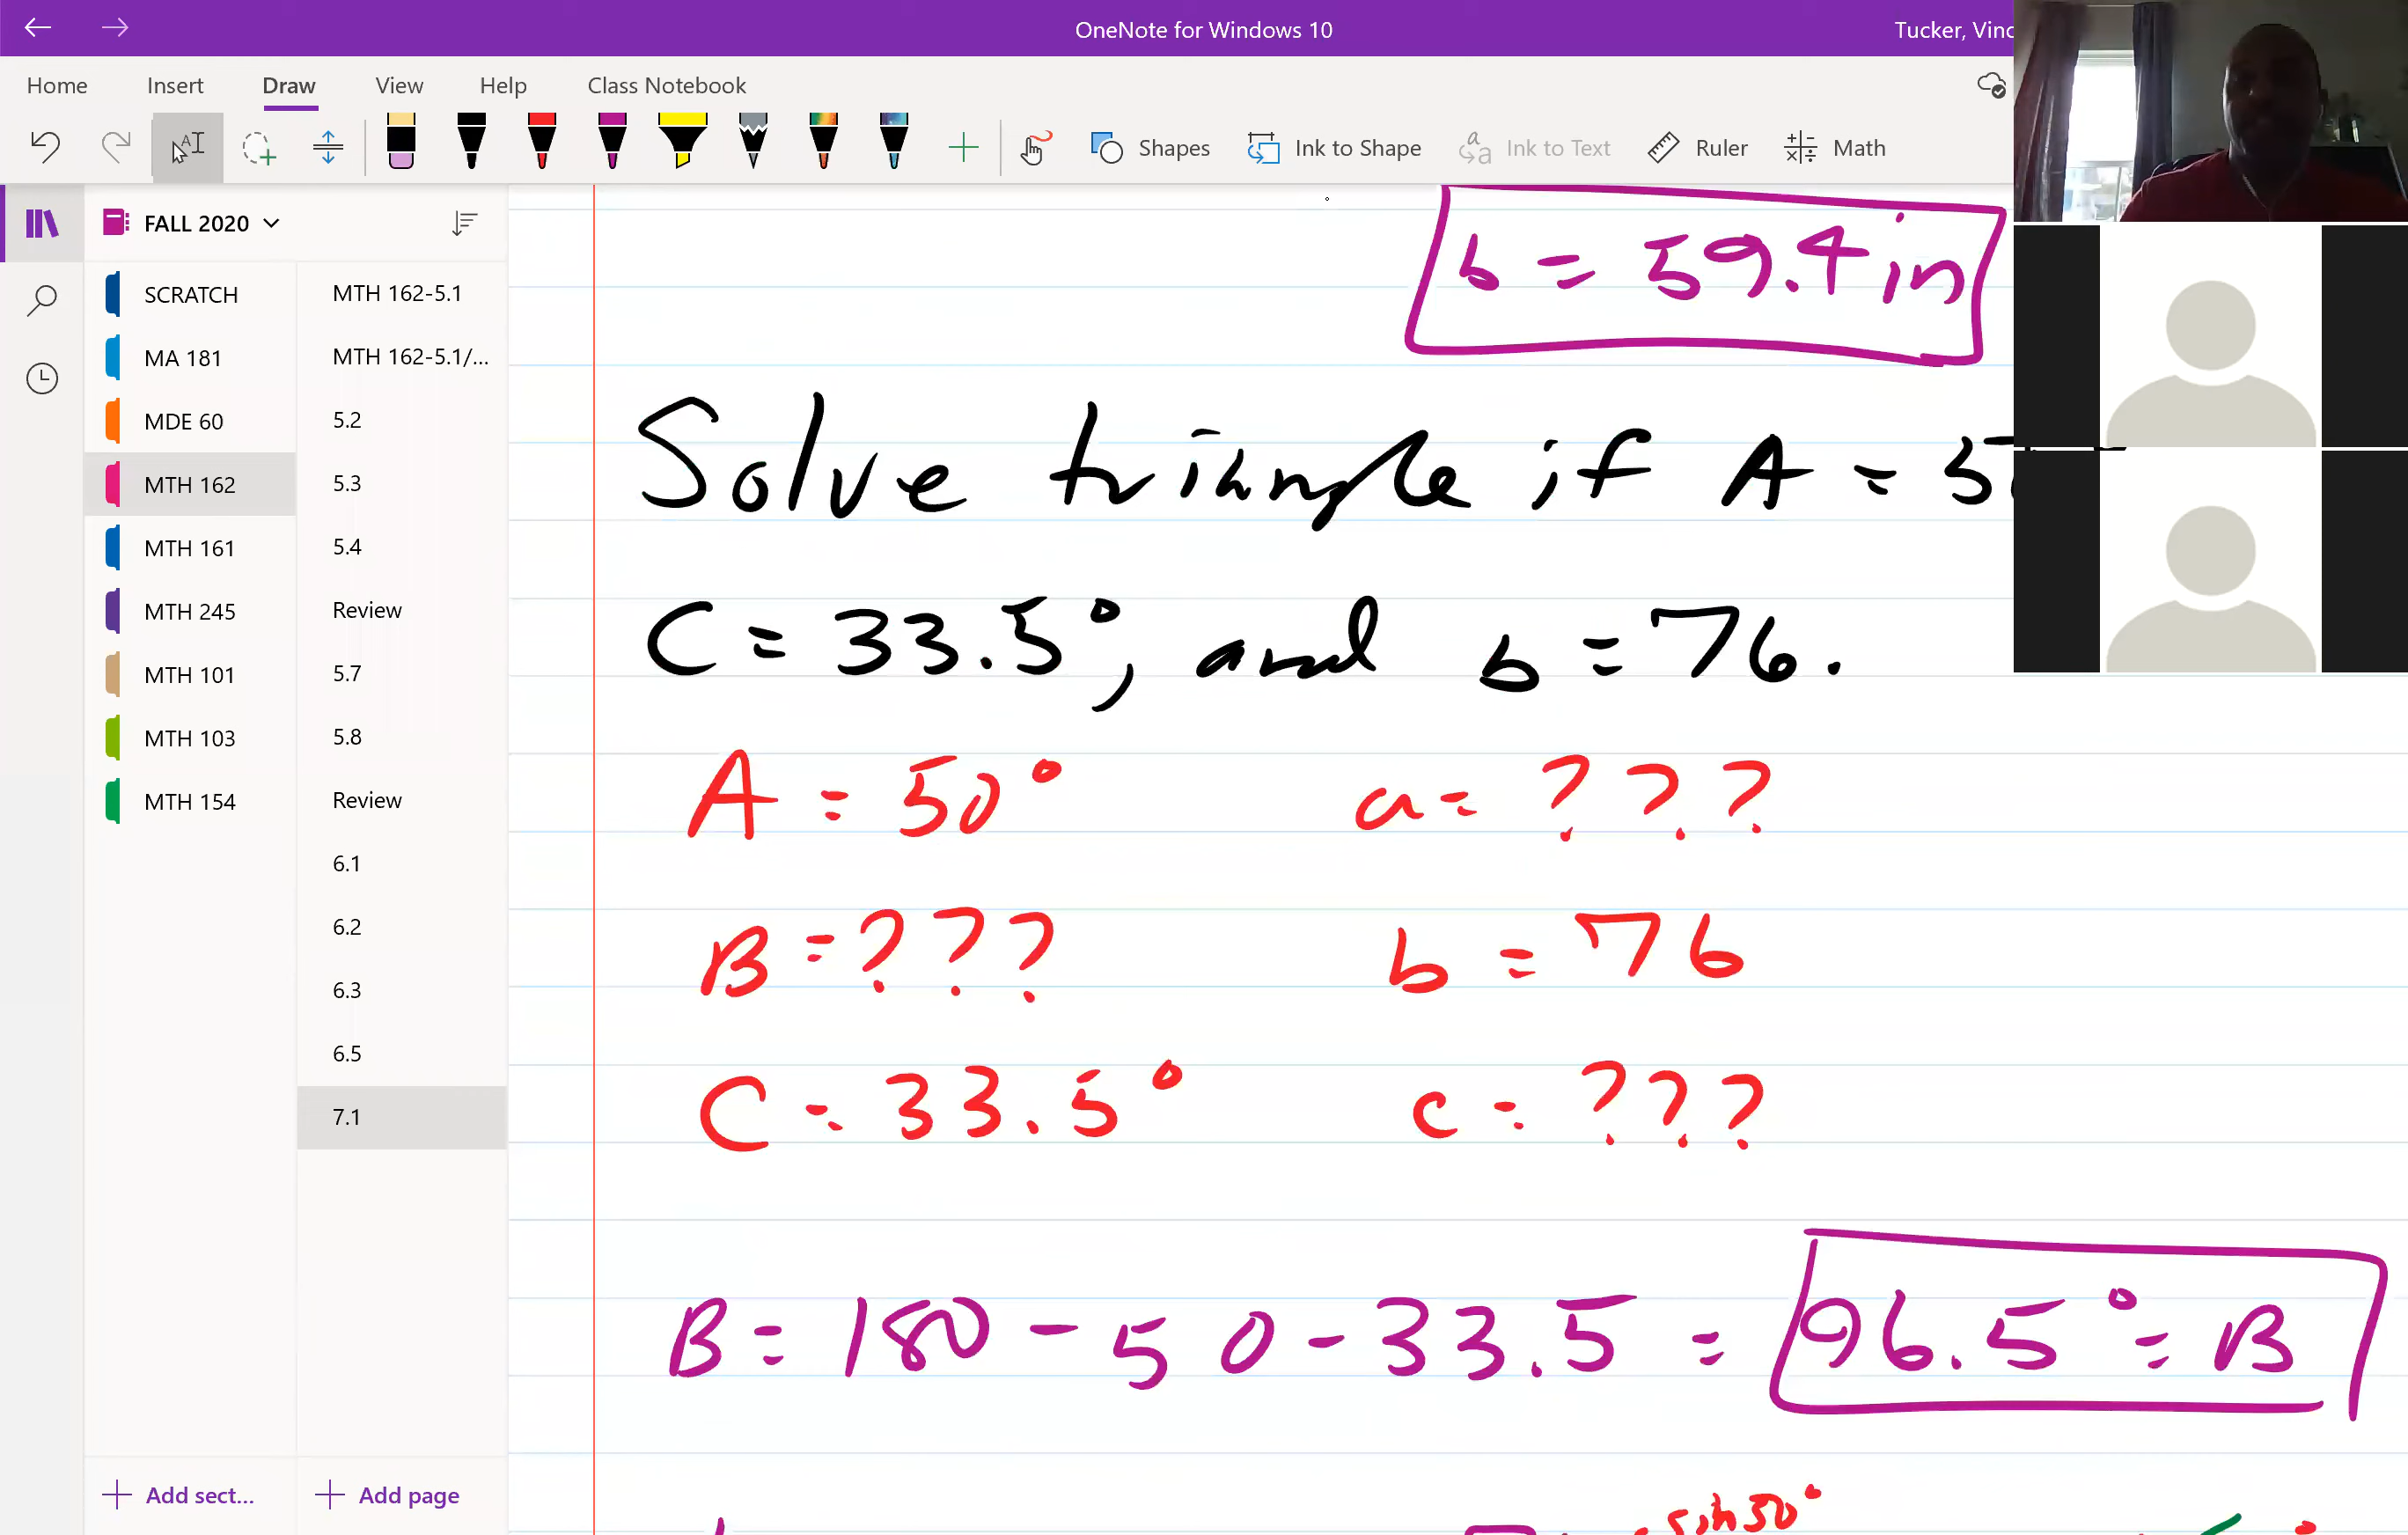 OneNote for Windows 10
Tucker, Vinc
Home Insert Draw View Help Class Notebook
Shapes Ink to Shape Ink to Text Ruler Math
FALL 2020
SCRATCH
MA 181
MDE 60
MTH 162
MTH 161
MTH 245
MTH 101
MTH 103
MTH 154
Add sect...
MTH 162-5.1
MTH 162-5.1/...
5.2
5.3
5.4
Review
5.7
5.8
Review
6.1
6.2
6.3
6.5
7.1
Add page
b = 59.4 in
Solve triangle if A = 5
C = 33.5°, and b = 76.
A = 50° a = ???
B = ??? b = 76
C = 33.5° c = ???
B = 180 - 50 - 33.5 = 96.5° = B
sin 50°